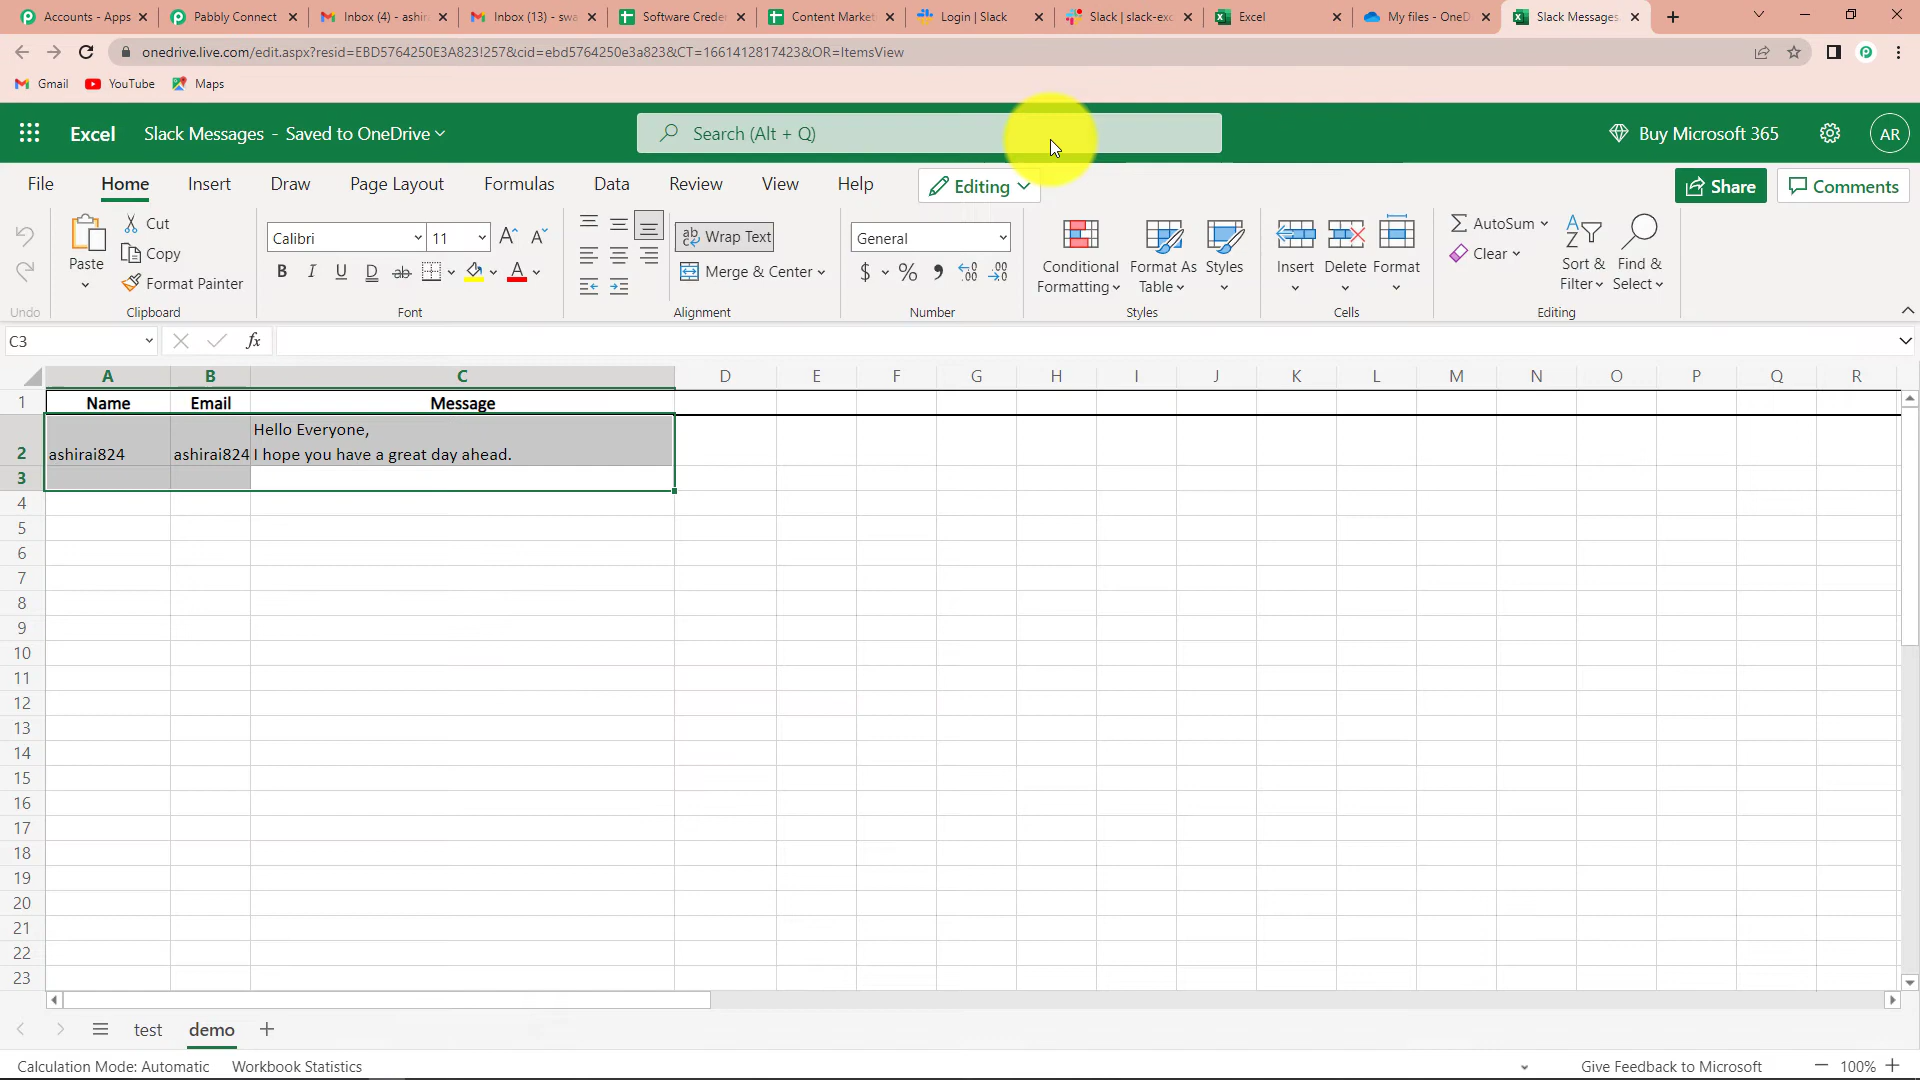 Accounts - Apps
Pabbly Connect
Inbox (4) - ashir
Inbox (13) - swa
Software Creder
Content Market
Login | Slack
Slack | slack-exc
Excel
My files - OneD
Slack Messages
onedrive.live.com/edit.aspx?resid=EBD5764250E3A823!257&cid=ebd5764250e3a823&CT=1661412817423&OR=ItemsView
Gmail
YouTube
Maps
Excel
Slack Messages - Saved to OneDrive
Search (Alt + Q)
Buy Microsoft 365
AR
File
Home
Insert
Draw
Page Layout
Formulas
Data
Review
View
Help
Editing
Share
Comments
Paste
Cut
Copy
Format Painter
Calibri
11
Wrap Text
Merge & Center
General
Conditional
Formatting
Format As
Table
Styles
Insert
Delete
Format
AutoSum
Clear
Sort &
Filter
Find &
Select
Undo
Clipboard
Font
Alignment
Number
Styles
Cells
Editing
C3
fx
A B C D E F G H I J K L M N O P Q R
1 Name Email Message
Hello Everyone,
2 ashirai824 ashirai824 I hope you have a great day ahead.
3
4
5
6
7
8
9
10
11
12
13
14
15
16
17
18
19
20
21
22
23
test
demo
Calculation Mode: Automatic
Workbook Statistics
Give Feedback to Microsoft
100%